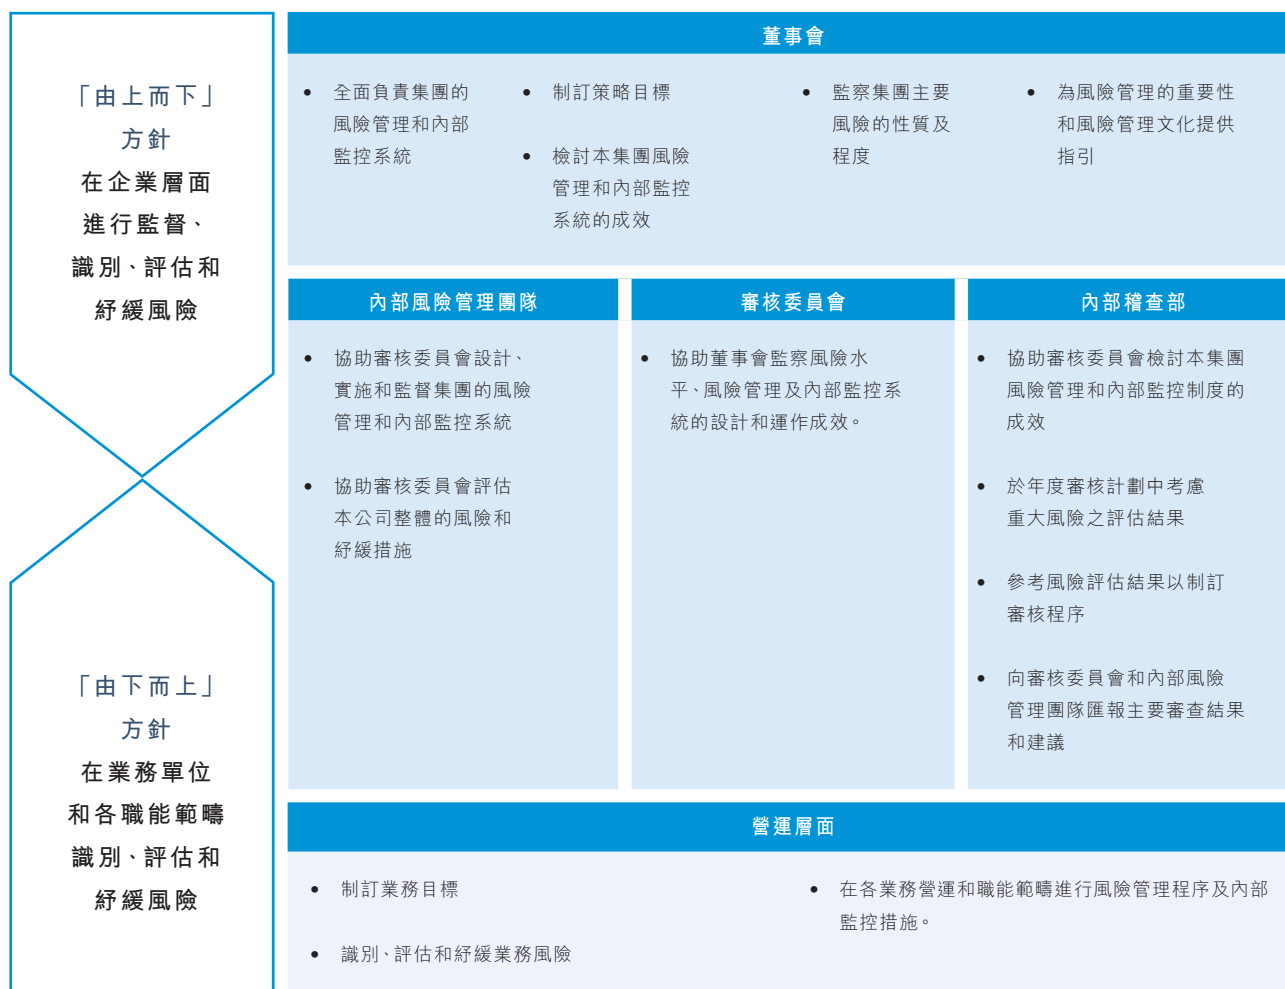 「由上而下」
方針
在企業層面
進行監督、
識別、評估和
紓緩風險
董事會
• 全面負責集團的
風險管理和內部
監控系統
• 制訂策略目標
• 檢討本集團風險
管理和內部監控
系統的成效
• 監察集團主要
風險的性質及
程度
• 為風險管理的重要性
和風險管理文化提供
指引
內部風險管理團隊
• 協助審核委員會設計、
實施和監督集團的風險
管理和內部監控系統
• 協助審核委員會評估
本公司整體的風險和
紓緩措施
審核委員會
• 協助董事會監察風險水
平、風險管理及內部監控系
統的設計和運作成效。
內部稽查部
• 協助審核委員會檢討本集團
風險管理和內部監控制度的
成效
• 於年度審核計劃中考慮
重大風險之評估結果
• 參考風險評估結果以制訂
審核程序
• 向審核委員會和內部風險
管理團隊匯報主要審查結果
和建議
「由下而上」
方針
在業務單位
和各職能範疇
識別、評估和
紓緩風險
營運層面
• 制訂業務目標
• 識別、評估和紓緩業務風險
• 在各業務營運和職能範疇進行風險管理程序及內部
監控措施。